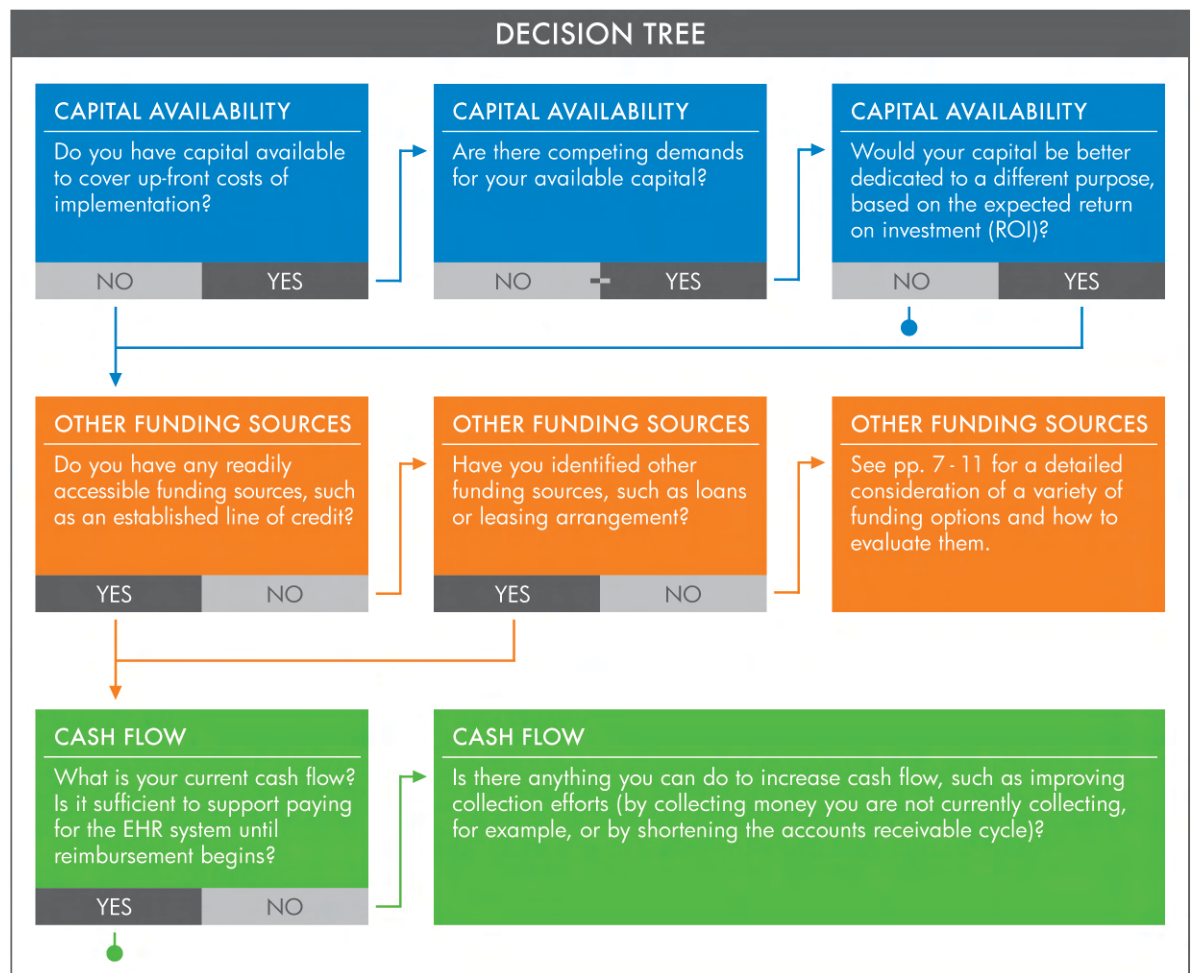 DECISION TREE
CAPITAL AVAILABILITY
Do you have capital available
to cover up-front costs of
implementation?
NO
YES
CAPITAL AVAILABILITY
Are there competing demands
for your available capital?
NO
YES
CAPITAL AVAILABILITY
Would your capital be better
dedicated to a different purpose,
based on the expected return
on investment (ROI)?
NO
YES
OTHER FUNDING SOURCES
Do you have any readily
accessible funding sources, such
as an established line of credit?
YES
NO
OTHER FUNDING SOURCES
Have you identified other
funding sources, such as loans
or leasing arrangement?
YES
NO
OTHER FUNDING SOURCES
See pp. 7 - 11 for a detailed
consideration of a variety of
funding options and how to
evaluate them.
CASH FLOW
What is your current cash flow?
Is it sufficient to support paying
for the EHR system until
reimbursement begins?
YES
NO
CASH FLOW
Is there anything you can do to increase cash flow, such as improving
collection efforts (by collecting money you are not currently collecting,
for example, or by shortening the accounts receivable cycle)?